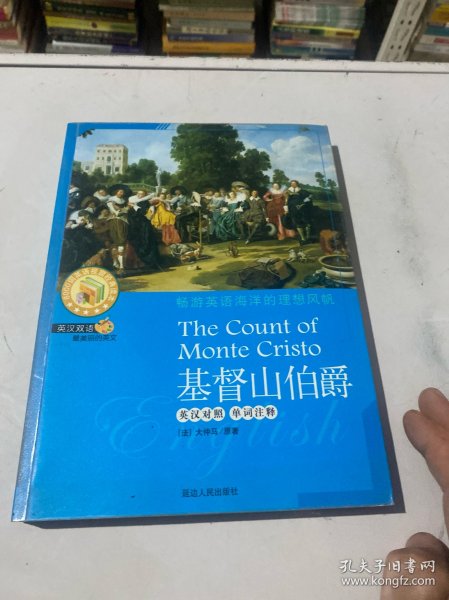 畅游英语海洋的理想风帆
英汉双语
最美丽的英文
The Count of
Monte Cristo
基督山伯爵
英汉对照 单词注释
English
(法) 大仲马/原著
延边人民出版社
孔夫子旧书网
www.kongfz.com